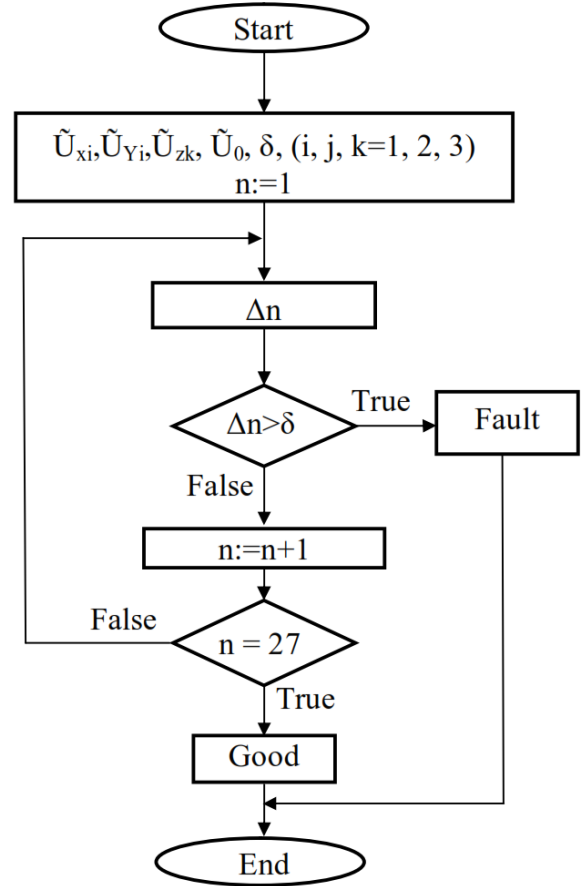 Start
Ũxi,ŨYi,Ũzk, Ũ0, δ, (i, j, k=1, 2, 3)
n:=1
Δn
Δn>δ
True
Fault
False
n:=n+1
False
n = 27
True
Good
End